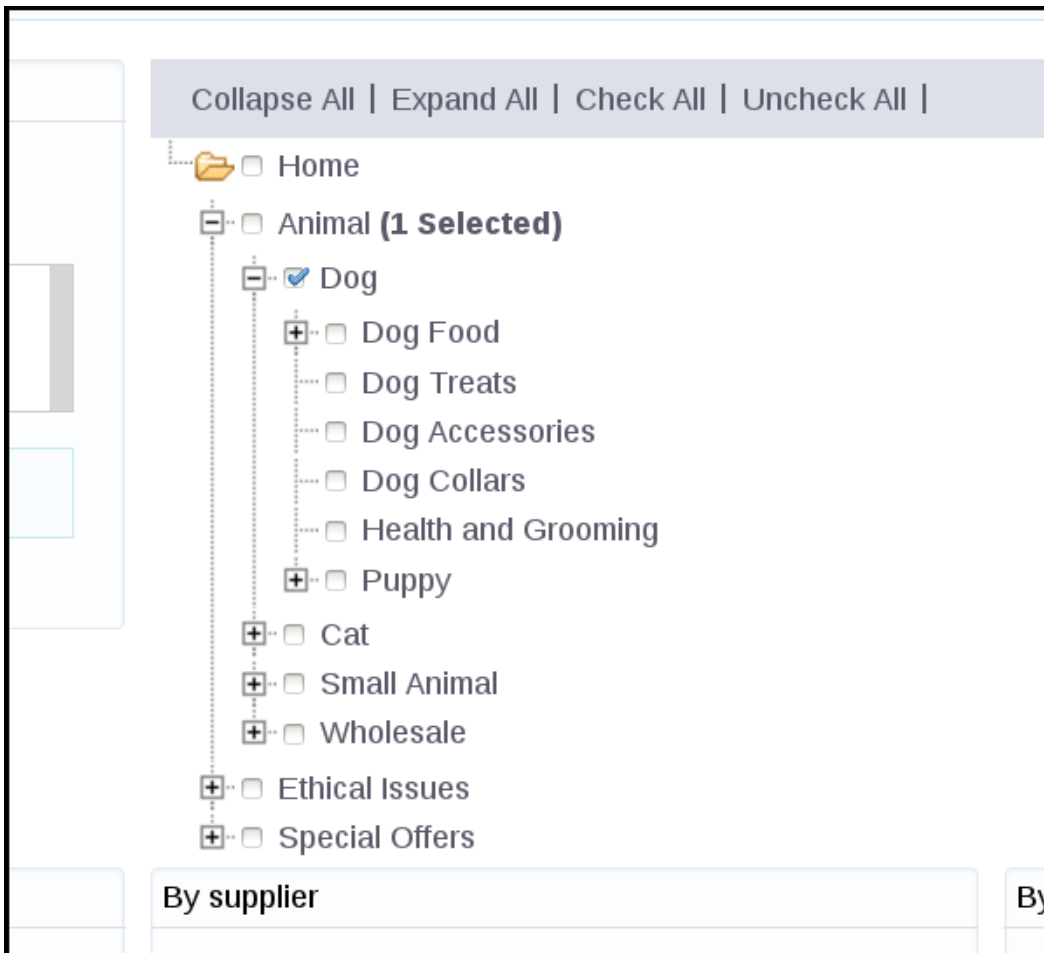 Collapse All | Expand All | Check All | Uncheck All |
Home
Animal (1 Selected)
Dog
Dog Food
Dog Treats
Dog Accessories
Dog Collars
Health and Grooming
Puppy
Cat
Small Animal
Wholesale
Ethical Issues
Special Offers
By supplier
By